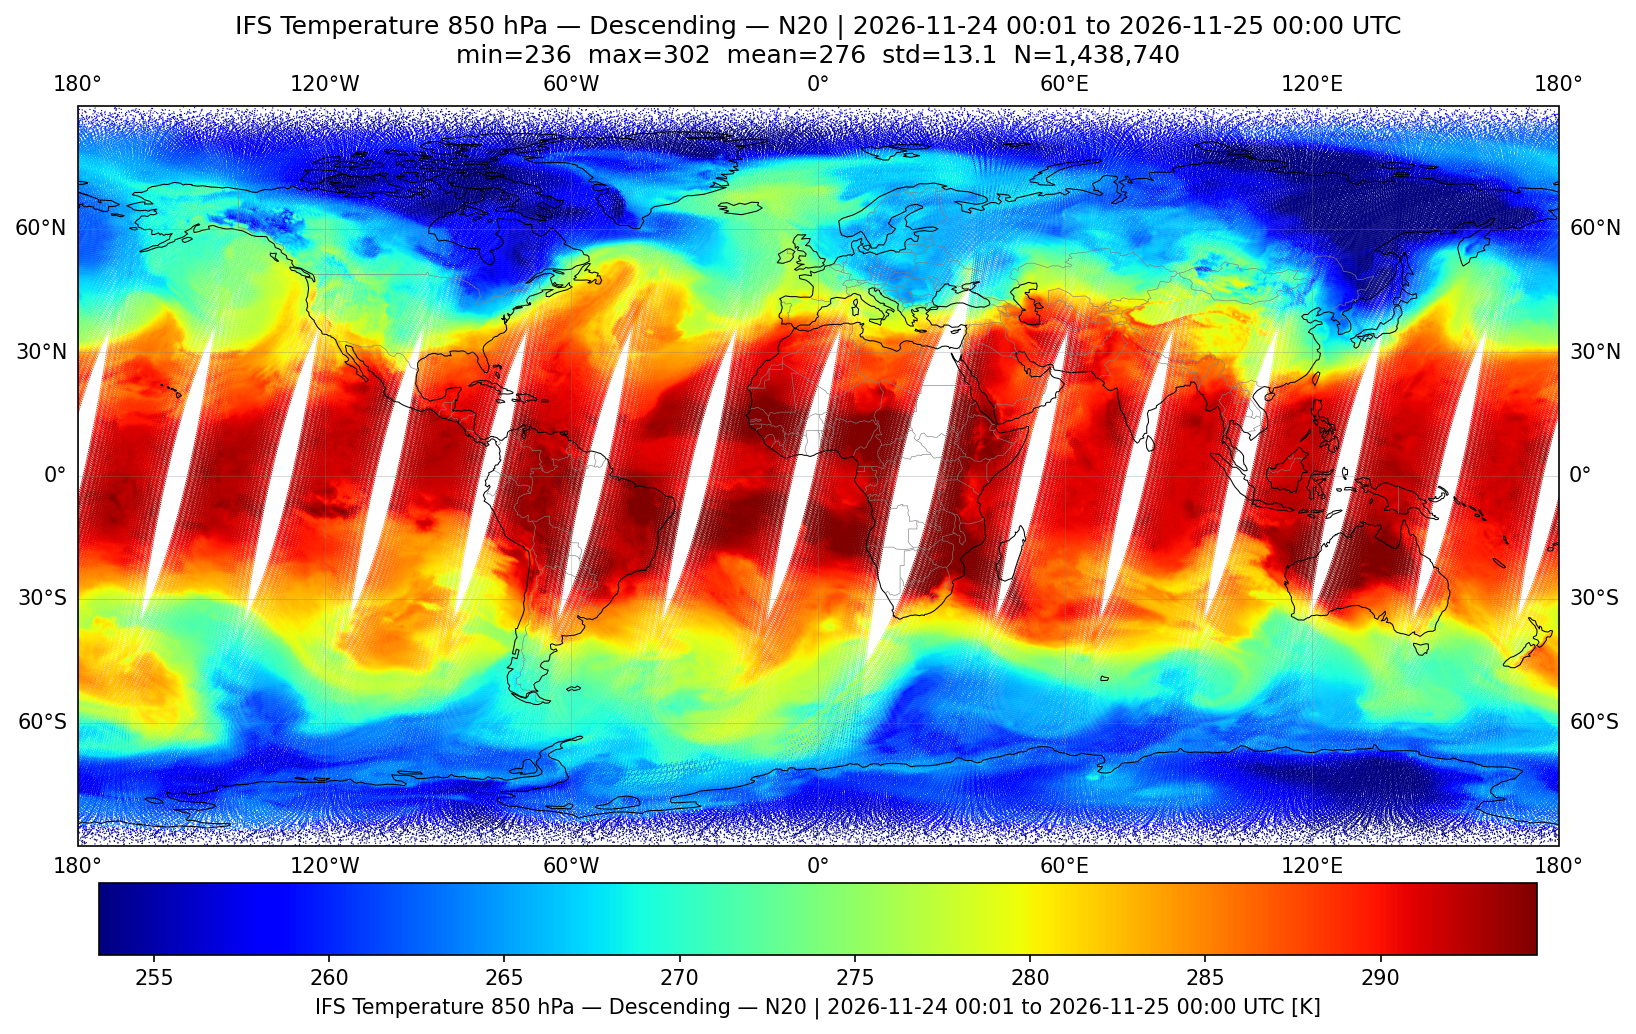 IFS Temperature 850 hPa — Descending — N20 | 2026-11-24 00:01 to 2026-11-25 00:00 UTC
min=236  max=302  mean=276  std=13.1  N=1,438,740
180° 120°W 60°W 0° 60°E 120°E 180°
60°N 60°N
30°N 30°N
0° 0°
30°S 30°S
60°S 60°S
180° 120°W 60°W 0° 60°E 120°E 180°
255 260 265 270 275 280 285 290
IFS Temperature 850 hPa — Descending — N20 | 2026-11-24 00:01 to 2026-11-25 00:00 UTC [K]